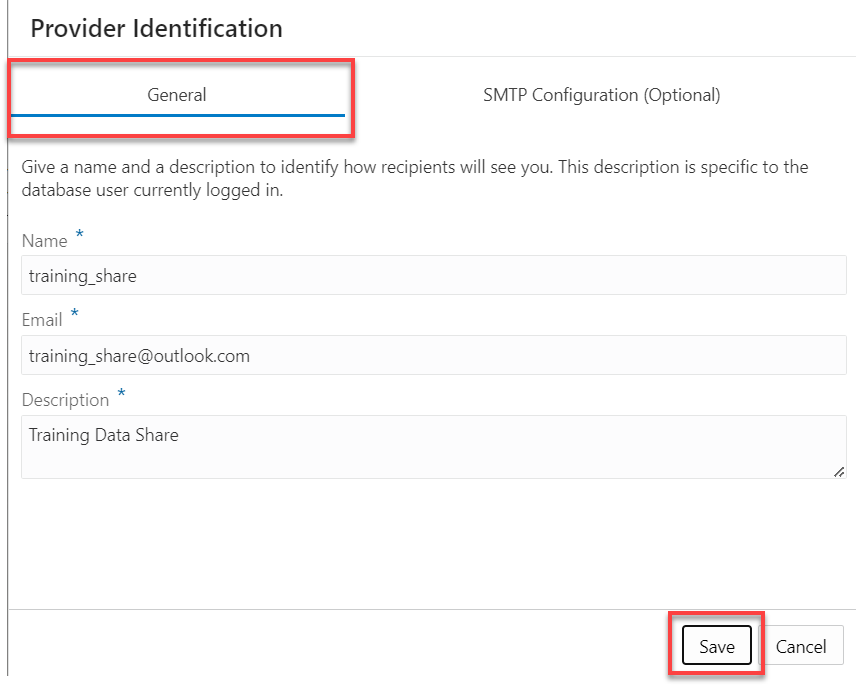 Provider Identification
General
SMTP Configuration (Optional)
Give a name and a description to identify how recipients will see you. This description is specific to the
database user currently logged in.
Name *
training_share
Email *
training_share@outlook.com
Description *
Training Data Share
Save
Cancel